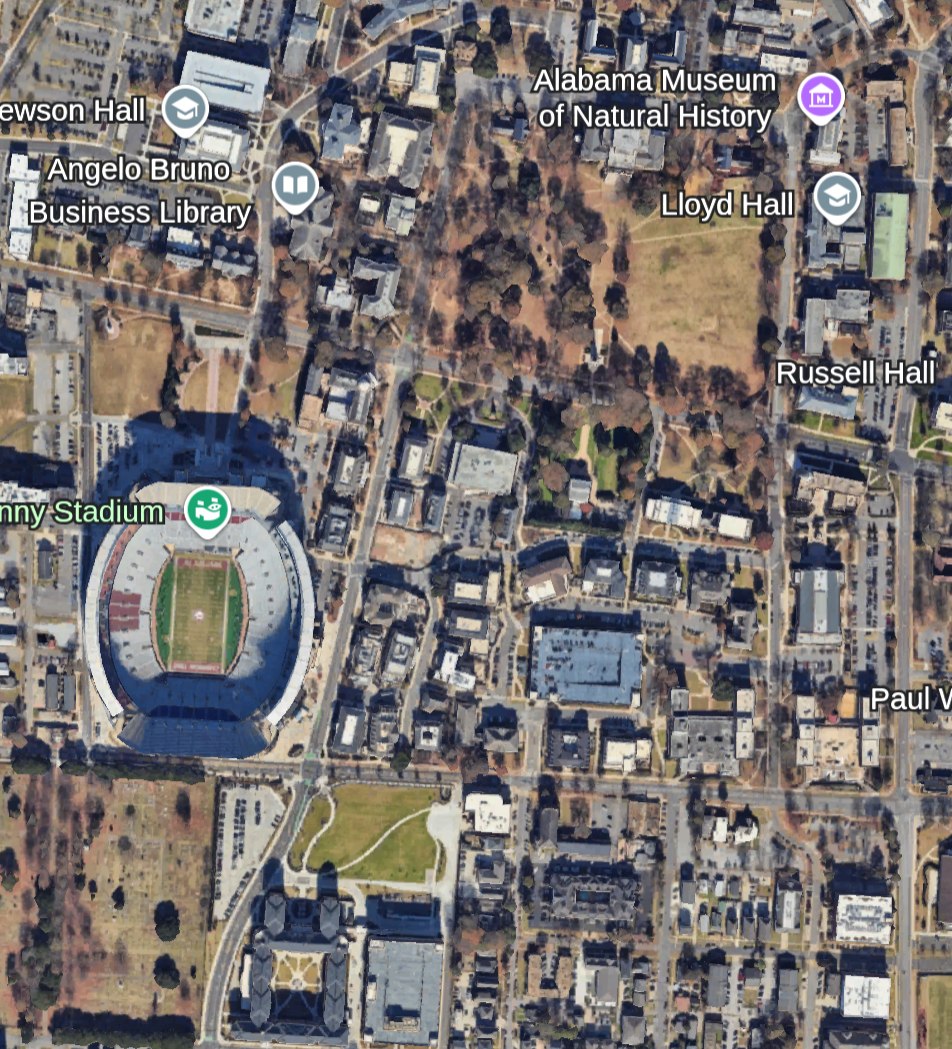 Alabama Museum
of Natural History
ewson Hall
Angelo Bruno
Business Library
Lloyd Hall
Russell Hall
nny Stadium
Paul W